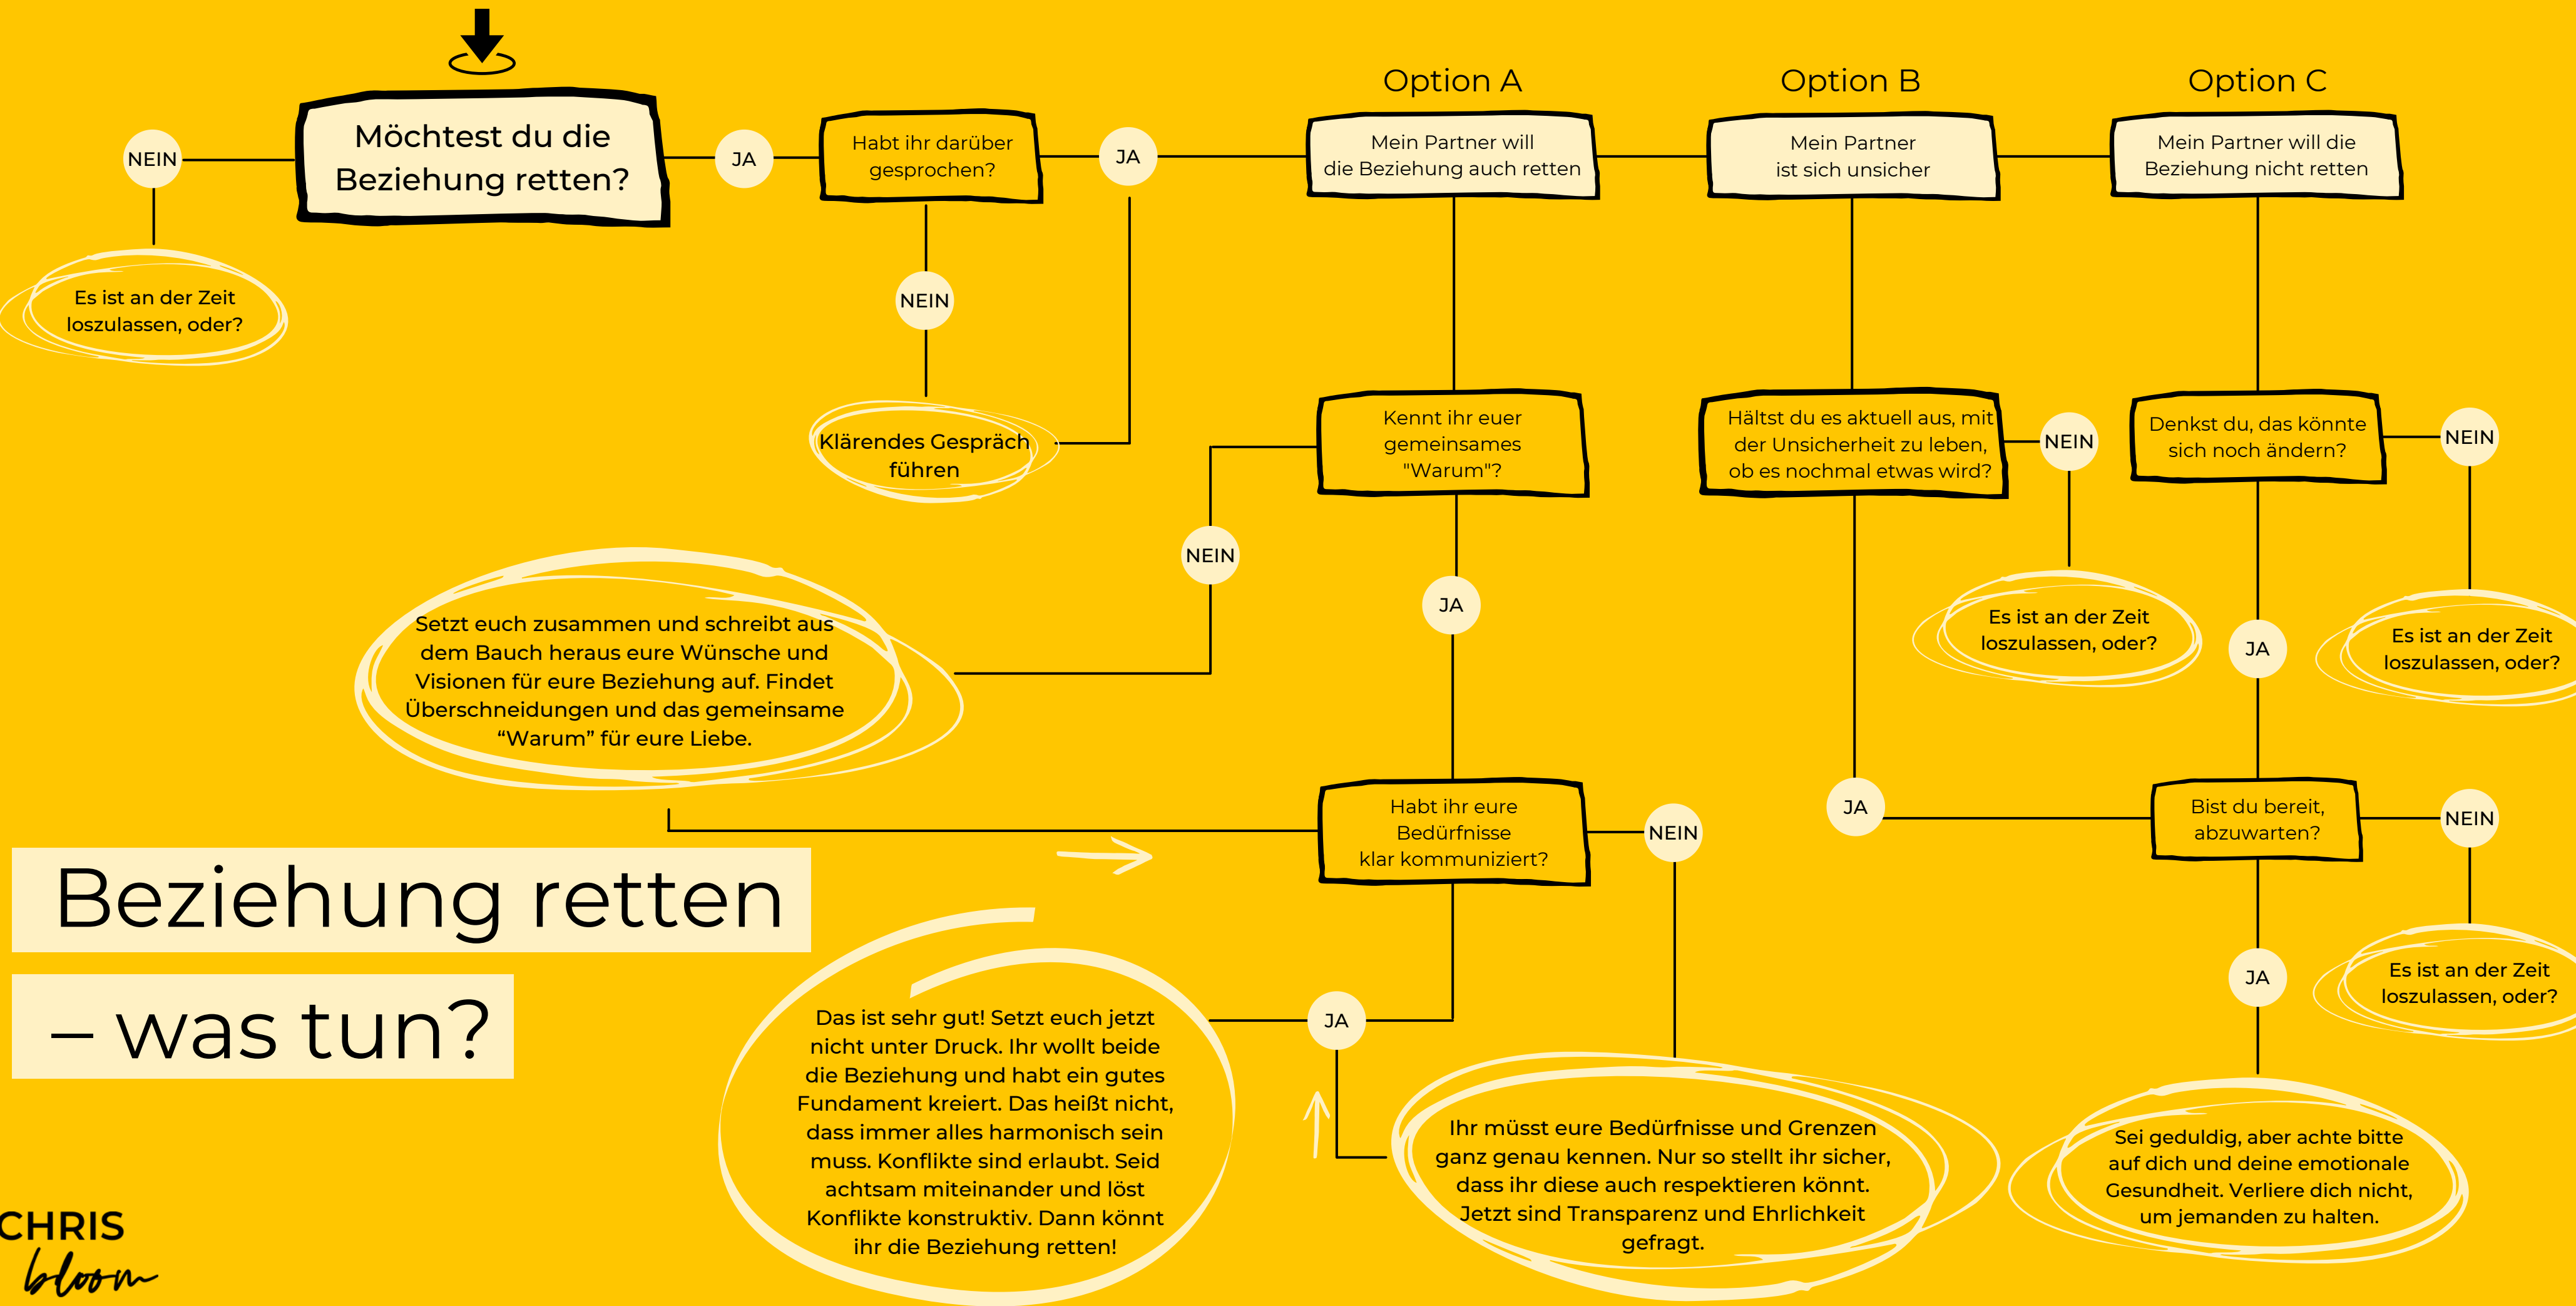 Option A
Option B
Option C
NEIN
Möchtest du die
Beziehung retten?
JA
Habt ihr darüber
gesprochen?
JA
Mein Partner will
die Beziehung auch retten
Mein Partner
ist sich unsicher
Mein Partner will die
Beziehung nicht retten
Es ist an der Zeit
loszulassen, oder?
NEIN
Klärendes Gespräch
führen
Kennt ihr euer
gemeinsames
"Warum"?
Hältst du es aktuell aus, mit
der Unsicherheit zu leben,
ob es nochmal etwas wird?
NEIN
Denkst du, das könnte
sich noch ändern?
NEIN
NEIN
JA
Es ist an der Zeit
loszulassen, oder?
JA
Es ist an der Zeit
loszulassen, oder?
Setzt euch zusammen und schreibt aus
dem Bauch heraus eure Wünsche und
Visionen für eure Beziehung auf. Findet
Überschneidungen und das gemeinsame
“Warum” für eure Liebe.
Habt ihr eure
Bedürfnisse
klar kommuniziert?
NEIN
JA
Bist du bereit,
abzuwarten?
NEIN
Beziehung retten
– was tun?
JA
JA
Es ist an der Zeit
loszulassen, oder?
Das ist sehr gut! Setzt euch jetzt
nicht unter Druck. Ihr wollt beide
die Beziehung und habt ein gutes
Fundament kreiert. Das heißt nicht,
dass immer alles harmonisch sein
muss. Konflikte sind erlaubt. Seid
achtsam miteinander und löst
Konflikte konstruktiv. Dann könnt
ihr die Beziehung retten!
Ihr müsst eure Bedürfnisse und Grenzen
ganz genau kennen. Nur so stellt ihr sicher,
dass ihr diese auch respektieren könnt.
Jetzt sind Transparenz und Ehrlichkeit
gefragt.
Sei geduldig, aber achte bitte
auf dich und deine emotionale
Gesundheit. Verliere dich nicht,
um jemanden zu halten.
CHRIS
bloom